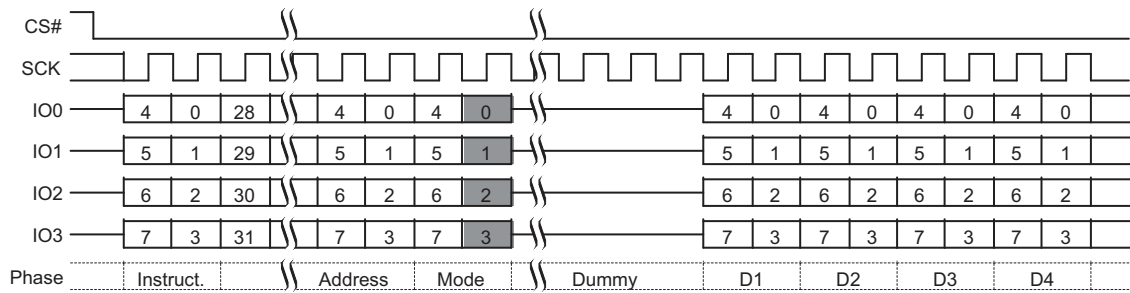 CS#
SCK
IO0 4 0 28 4 0 4 0 4 0 4 0 4 0 4 0
IO1 5 1 29 5 1 5 1 5 1 5 1 5 1 5 1
IO2 6 2 30 6 2 6 2 6 2 6 2 6 2 6 2
IO3 7 3 31 7 3 7 3 7 3 7 3 7 3 7 3
Phase Instruct. Address Mode Dummy D1 D2 D3 D4